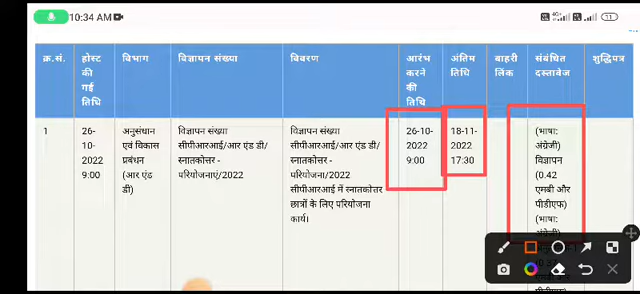 10:34 AM
11
क्र.सं.
होस्ट
की
गई
तिथि
विभाग
विज्ञापन संख्या
विवरण
आरंभ
करने
की
तिथि
अंतिम
तिथि
बाहरी
लिंक
संबंधित
दस्तावेज
शुद्धिपत्र
1
26-
10-
2022
9:00
अनुसंधान
एवं विकास
प्रबंधन
(आर एंड
डी)
विज्ञापन संख्या
सीपीआरआई/आर एंड डी/
स्नातकोत्तर -
परियोजनाएं/2022
विज्ञापन संख्या
सीपीआरआई/आर एंड डी/
स्नातकोत्तर -
परियोजना/2022
सीपीआरआई में स्नातकोत्तर
छात्रों के लिए परियोजना
कार्य।
26-10-
2022
9:00
18-11-
2022
17:30
(भाषा:
अंग्रेजी)
विज्ञापन
(0.42
एमबी और
पीडीएफ)
(भाषा:
अंग्रेजी)